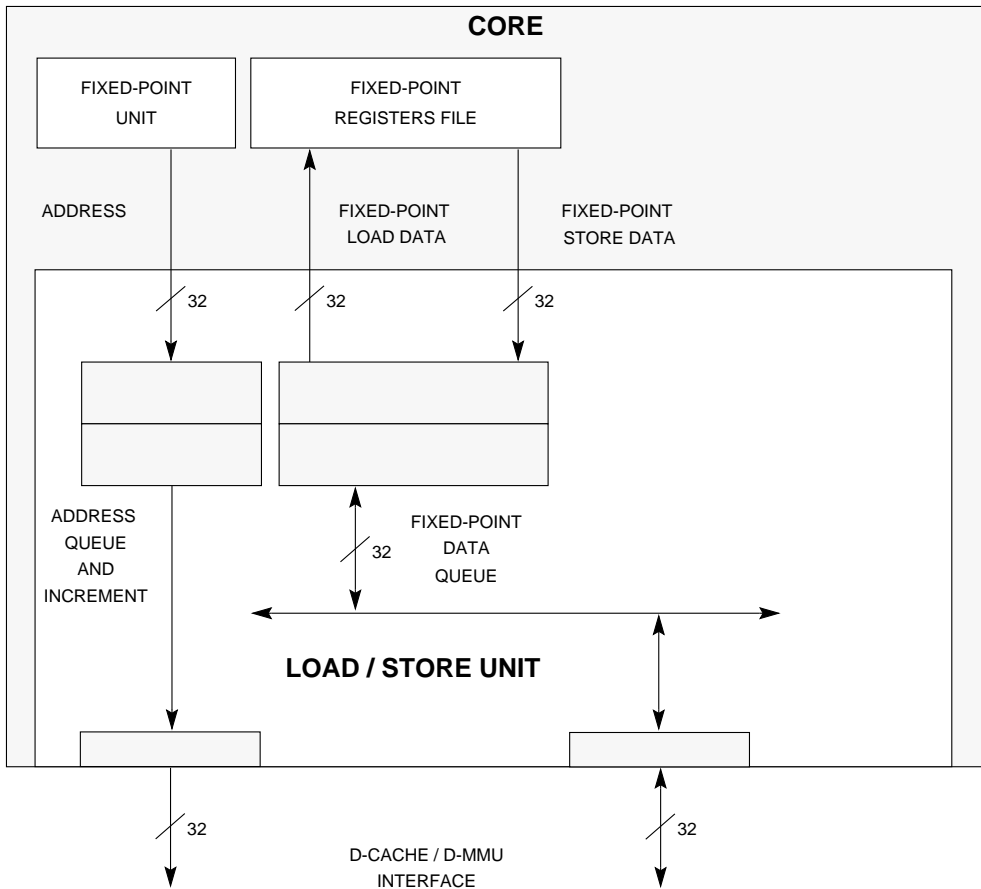 CORE
FIXED-POINT
UNIT
FIXED-POINT
REGISTERS FILE
ADDRESS
FIXED-POINT
LOAD DATA
FIXED-POINT
STORE DATA
32
32
32
ADDRESS
QUEUE
AND
INCREMENT
32
FIXED-POINT
DATA
QUEUE
LOAD / STORE UNIT
32
32
D-CACHE / D-MMU
INTERFACE